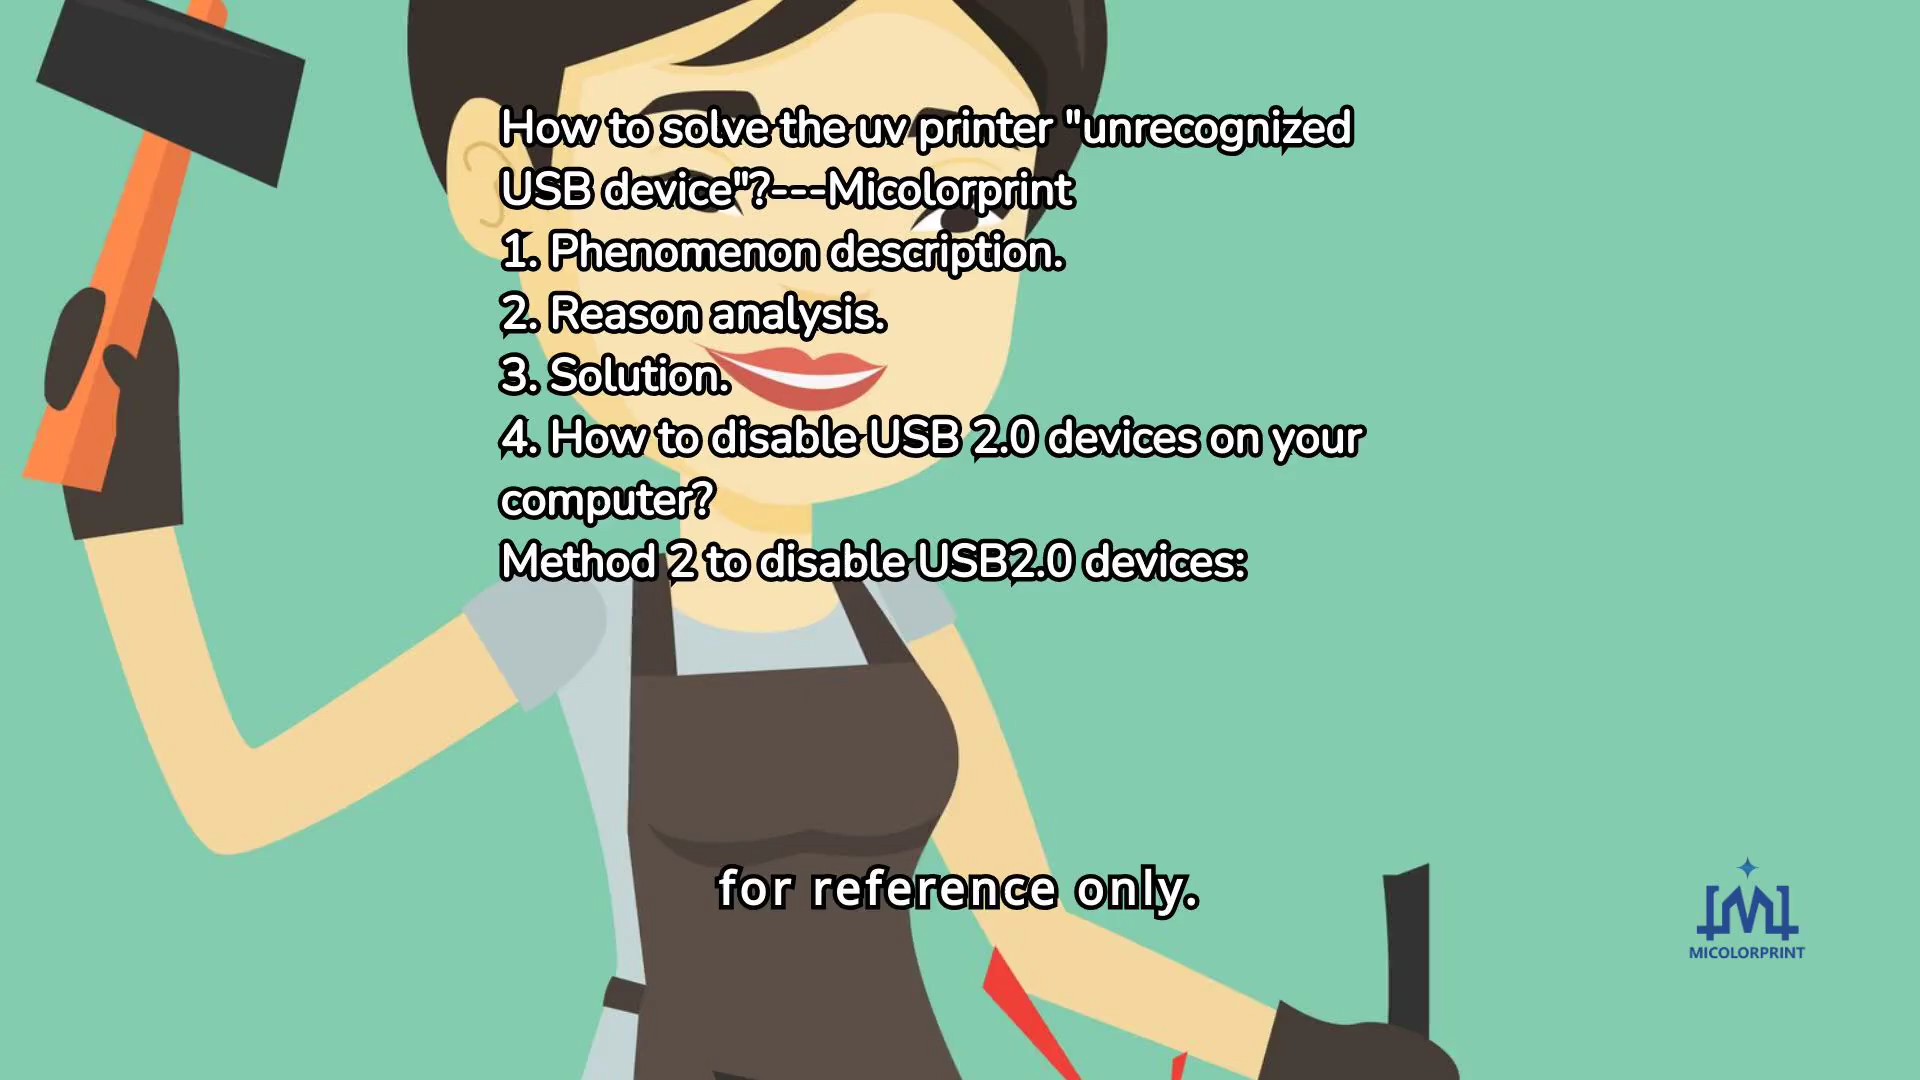 How to solve the uv printer "unrecognized
USB device"?---Micolorprint
1. Phenomenon description.
2. Reason analysis.
3. Solution.
4. How to disable USB 2.0 devices on your
computer?
Method 2 to disable USB2.0 devices:
for reference only.
MICOLORPRINT